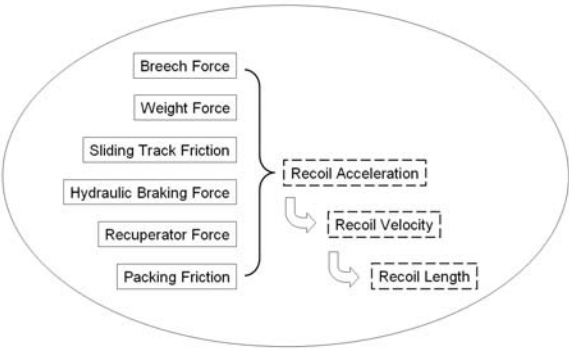 Breech Force
Weight Force
Sliding Track Friction
Hydraulic Braking Force
Recuperator Force
Packing Friction
Recoil Acceleration
Recoil Velocity
Recoil Length